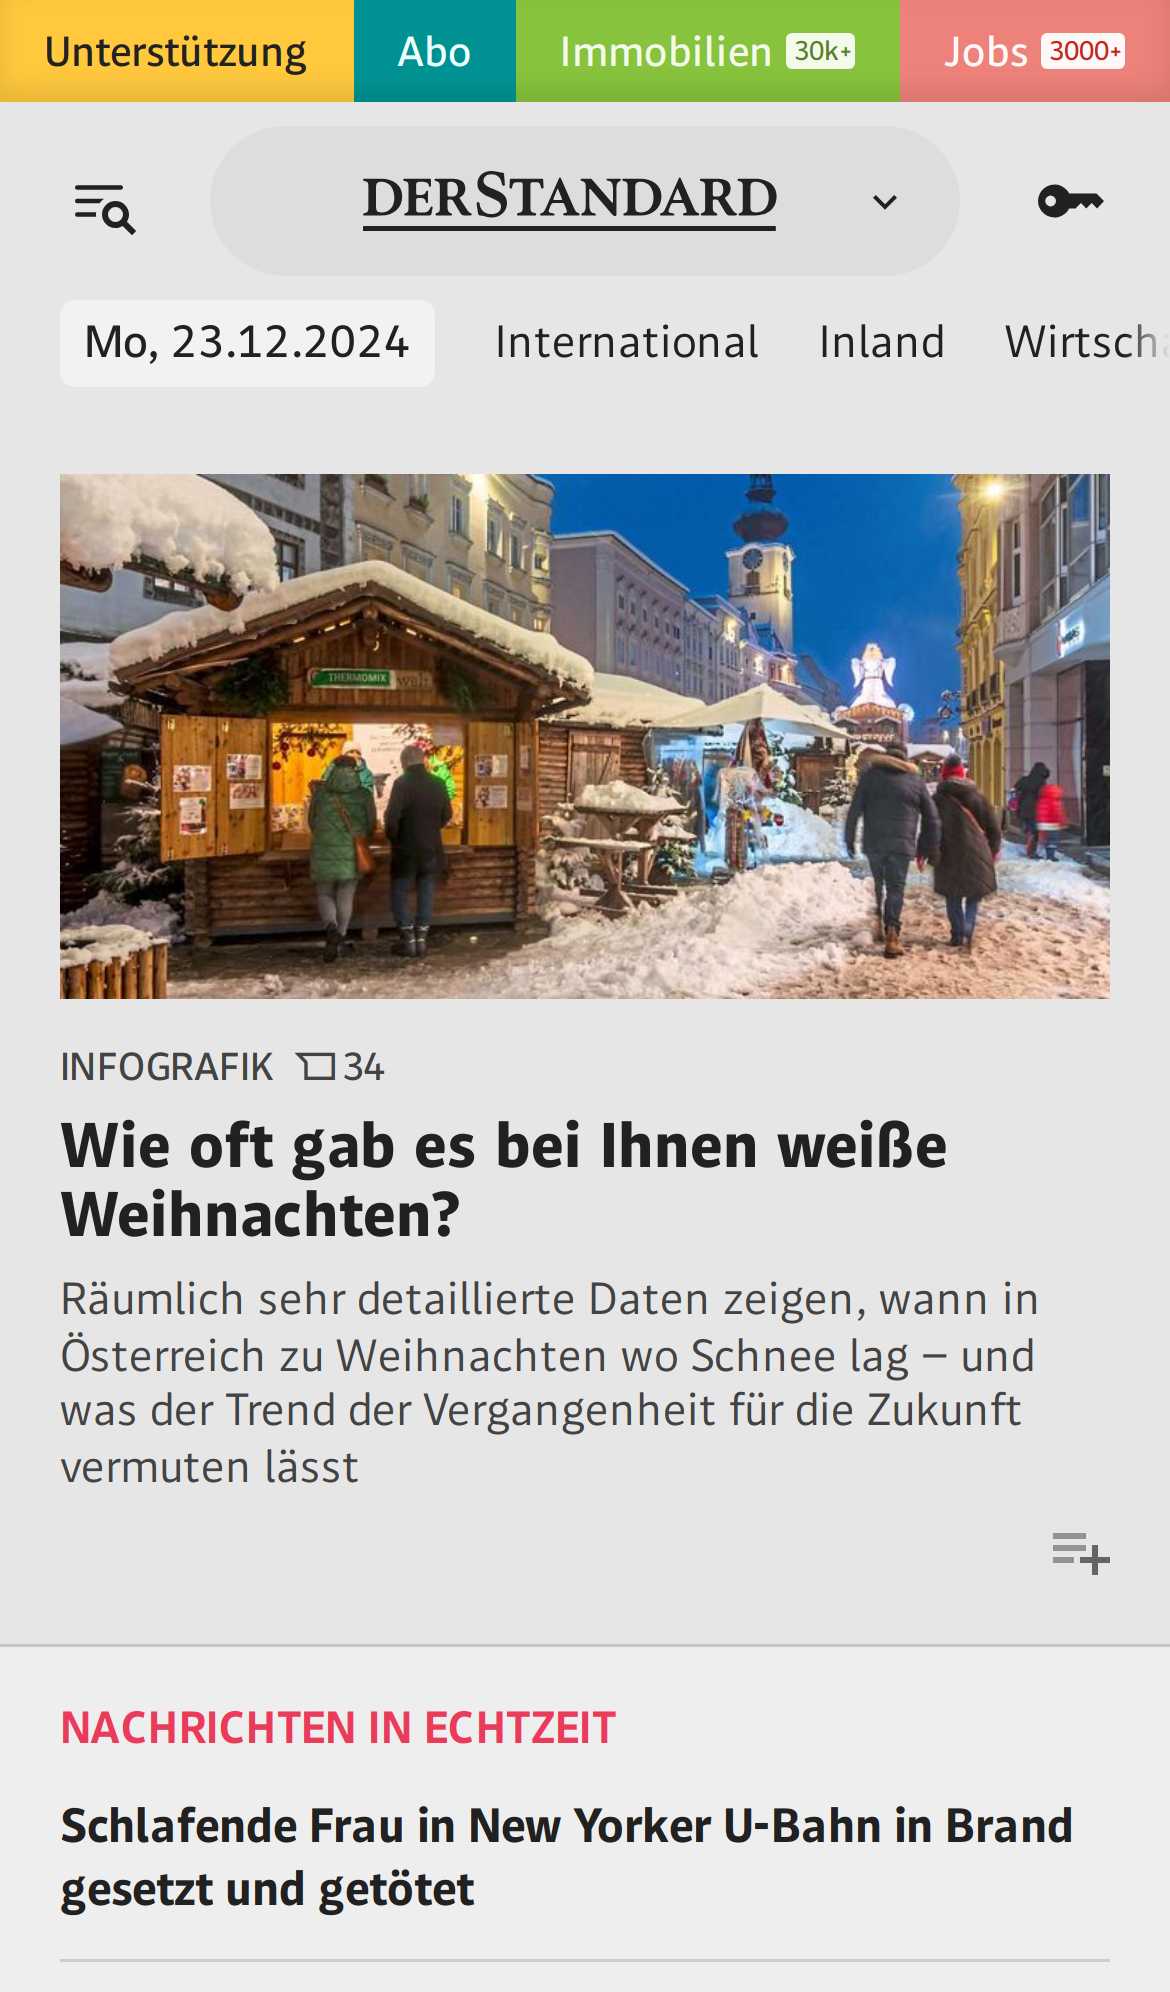 Unterstützung Abo Immobilien 30k+ Jobs 3000+
DERSTANDARD
Mo, 23.12.2024 International Inland
THERMOMIX
INFOGRAFIK 34
Wie oft gab es bei Ihnen weiße
Weihnachten?
Räumlich sehr detaillierte Daten zeigen, wann in
Österreich zu Weihnachten wo Schnee lag – und
was der Trend der Vergangenheit für die Zukunft
vermuten lässt
NACHRICHTEN IN ECHTZEIT
Schlafende Frau in New Yorker U-Bahn in Brand
gesetzt und getötet